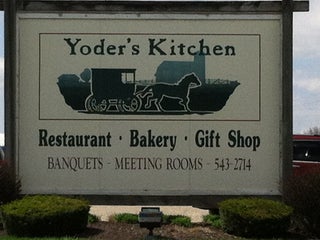 Yoder's Kitchen
Restaurant · Bakery · Gift Shop
BANQUETS - MEETING ROOMS - 543-2714